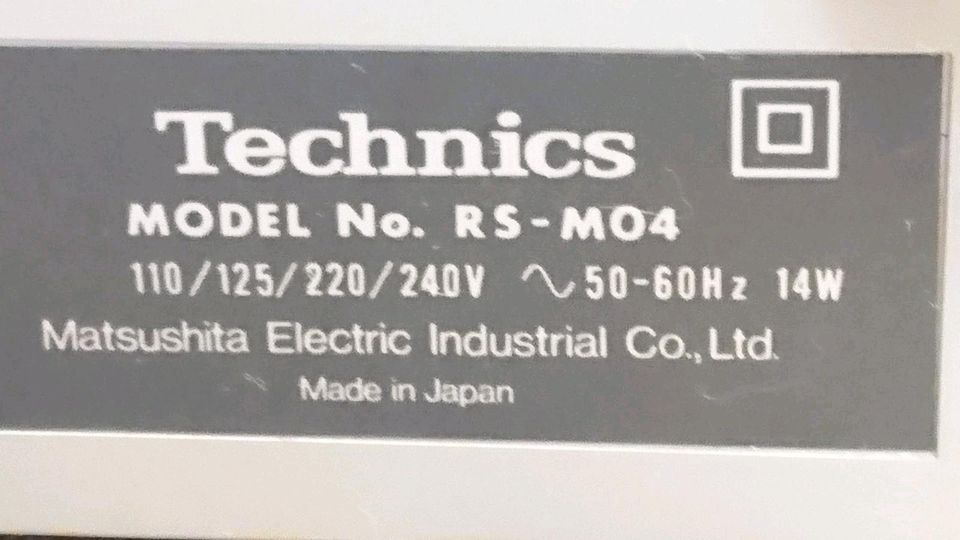 Technics
MODEL No. RS-M04
110/125/220/240V ∿ 50-60Hz 14W
Matsushita Electric Industrial Co., Ltd.
Made in Japan